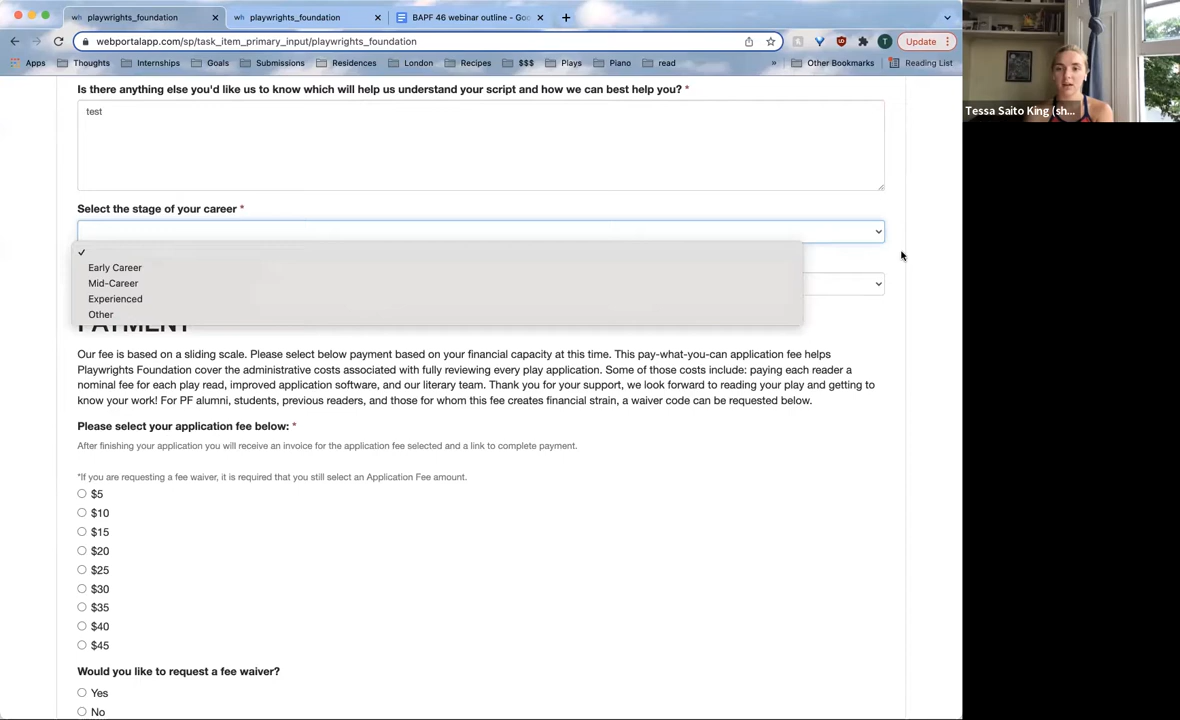 playwrights_foundation
playwrights_foundation
BAPF 46 webinar outline - Goo
webportalapp.com/sp/task_item_primary_input/playwrights_foundation
Update
Apps
Thoughts
Internships
Goals
Submissions
Residences
London
Recipes
$$$
Plays
Piano
read
»
Other Bookmarks
Reading List
Tessa Saito King (sh...
Is there anything else you'd like us to know which will help us understand your script and how we can best help you? *
test
Select the stage of your career *
Early Career
Mid-Career
Experienced
Other
PAYMENT
Our fee is based on a sliding scale. Please select below payment based on your financial capacity at this time. This pay-what-you-can application fee helps
Playwrights Foundation cover the administrative costs associated with fully reviewing every play application. Some of those costs include: paying each reader a
nominal fee for each play read, improved application software, and our literary team. Thank you for your support, we look forward to reading your play and getting to
know your work! For PF alumni, students, previous readers, and those for whom this fee creates financial strain, a waiver code can be requested below.
Please select your application fee below: *
After finishing your application you will receive an invoice for the application fee selected and a link to complete payment.
*If you are requesting a fee waiver, it is required that you still select an Application Fee amount.
$5
$10
$15
$20
$25
$30
$35
$40
$45
Would you like to request a fee waiver?
Yes
No